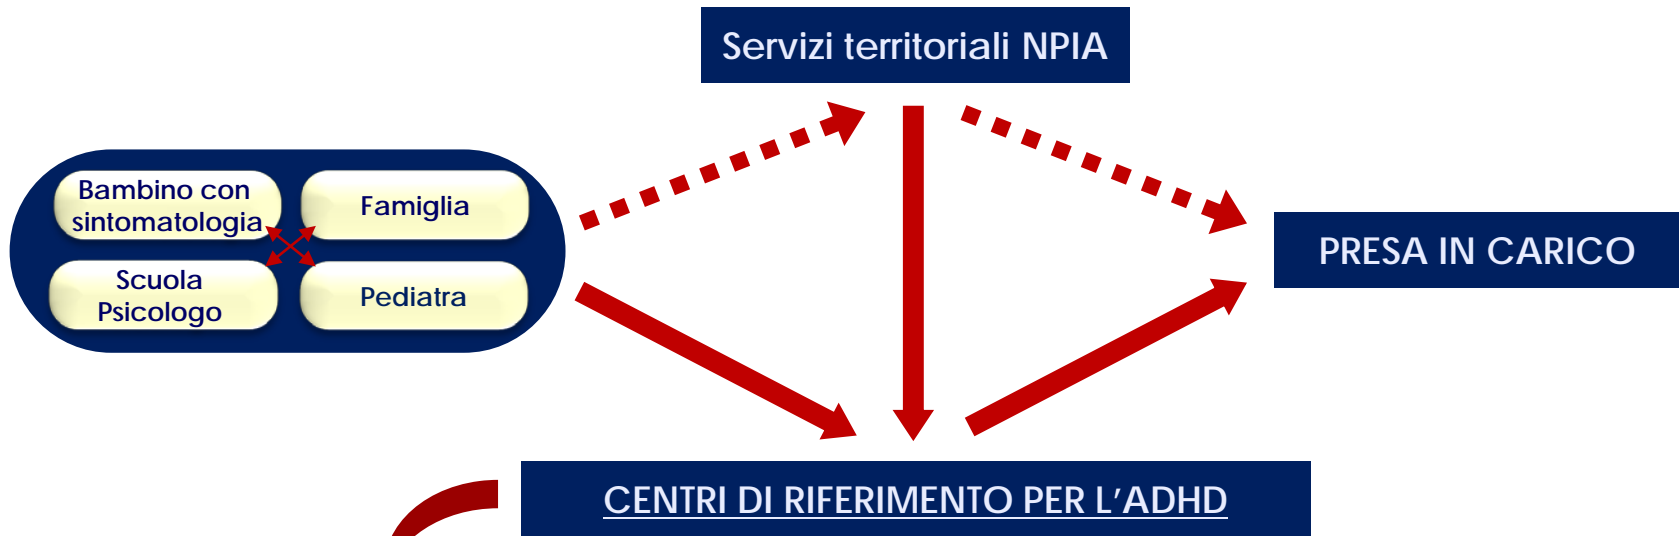 Servizi territoriali NPIA
Bambino con
sintomatologia
Famiglia
Scuola
Psicologo
Pediatra
PRESA IN CARICO
CENTRI DI RIFERIMENTO PER L’ADHD